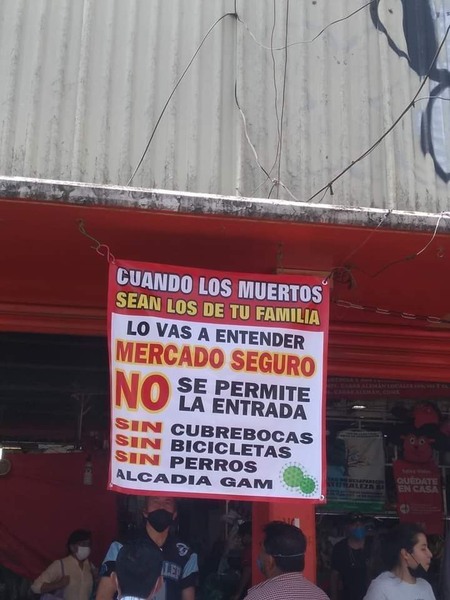 CUANDO LOS MUERTOS
SEAN LOS DE TU FAMILIA
LO VAS A ENTENDER
MERCADO SEGURO
NO SE PERMITE
LA ENTRADA
SIN CUBREBOCAS
SIN BICICLETAS
SIN PERROS
ALCADIA GAM
QUÉDATE
EN CASA